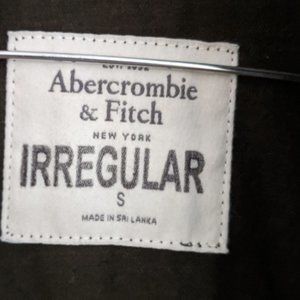 Abercrombie
& Fitch
NEW YORK
IRREGULAR
S
MADE IN SRI LANKA